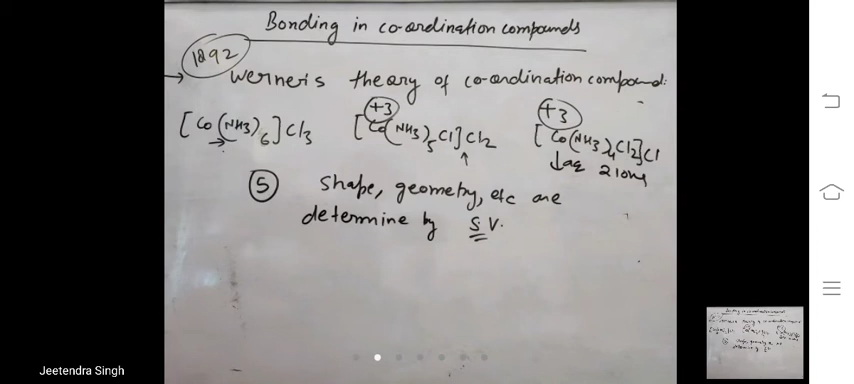 Bonding in co-ordination compounds
1892
Werner's theory of co-ordination compound:
+3 +3
[Co(NH3)6]Cl3 [Co(NH3)5Cl]Cl2 [Co(NH3)4Cl2]Cl
↓aq 2 ions
5 Shape, geometry, etc are
determine by S.V.
Jeetendra Singh